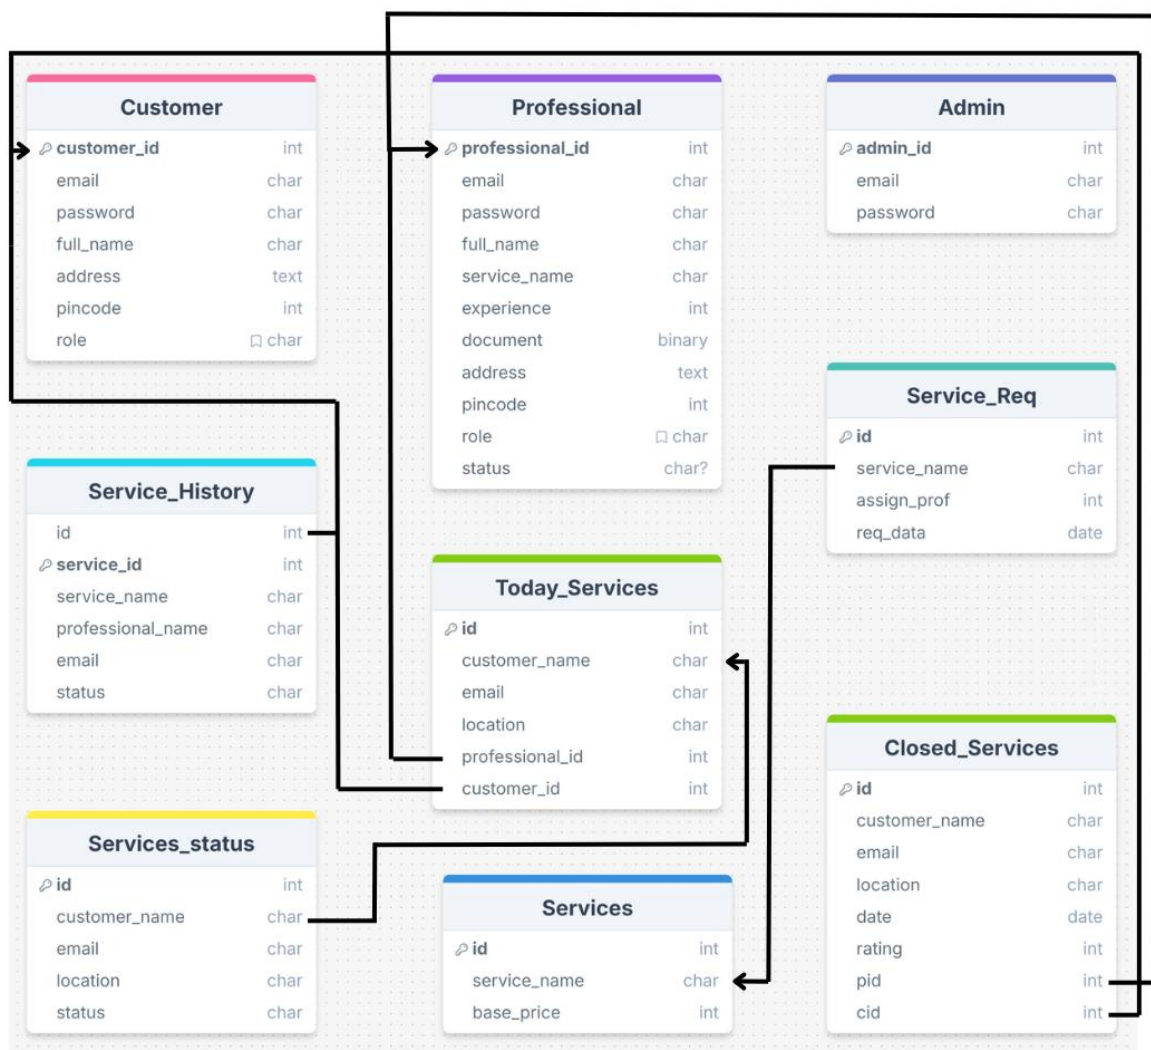 Customer
customer_id int
email char
password char
full_name char
address text
pincode int
role char
Professional
professional_id int
email char
password char
full_name char
service_name char
experience int
document binary
address text
pincode int
role char
status char?
Admin
admin_id int
email char
password char
Service_Req
id int
service_name char
assign_prof int
req_data date
Service_History
id int
service_id int
service_name char
professional_name char
email char
status char
Today_Services
id int
customer_name char
email char
location char
professional_id int
customer_id int
Closed_Services
id int
customer_name char
email char
location char
date date
rating int
pid int
cid int
Services_status
id int
customer_name char
email char
location char
status char
Services
id int
service_name char
base_price int